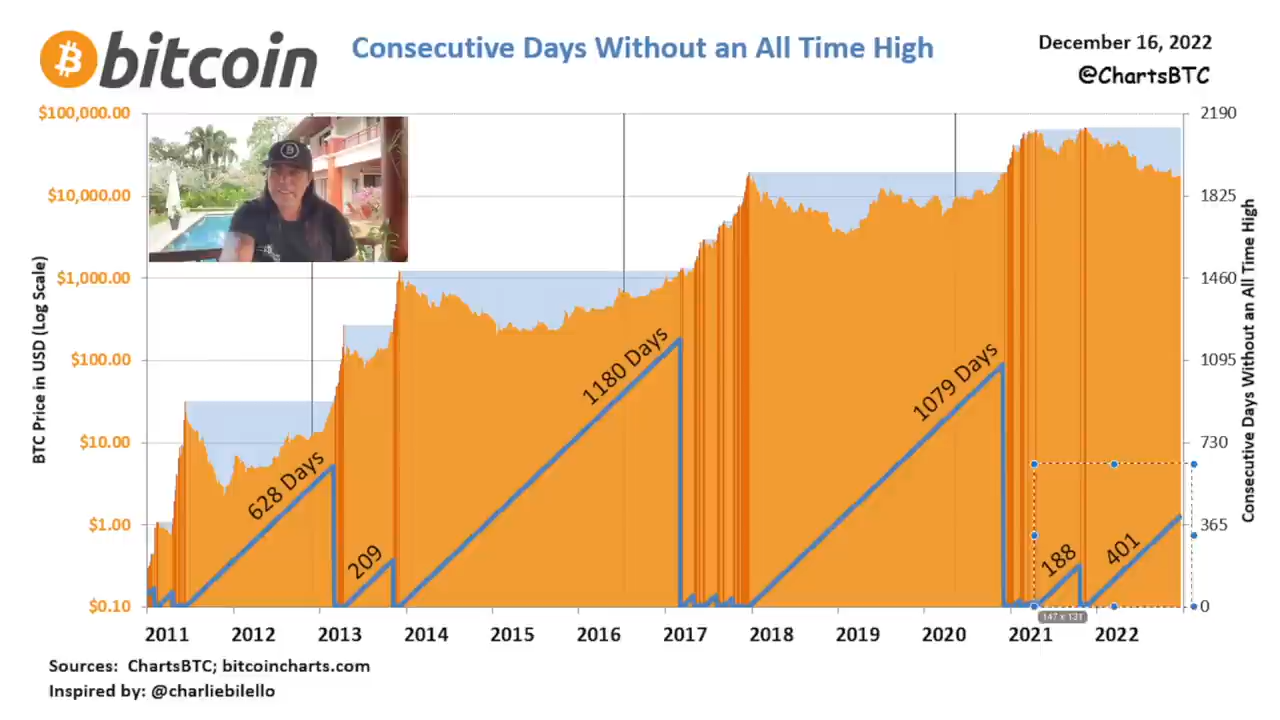 bitcoin
Consecutive Days Without an All Time High
December 16, 2022
@ChartsBTC
$100,000.00
$10,000.00
$1,000.00
$100.00
$10.00
$1.00
$0.10
BTC Price in USD (Log Scale)
2190
1825
1460
1095
730
365
0
Consecutive Days Without an All Time High
628 Days
209
1180 Days
1079 Days
188
401
147 x 131
2011 2012 2013 2014 2015 2016 2017 2018 2019 2020 2021 2022
Sources: ChartsBTC; bitcoincharts.com
Inspired by: @charliebilello